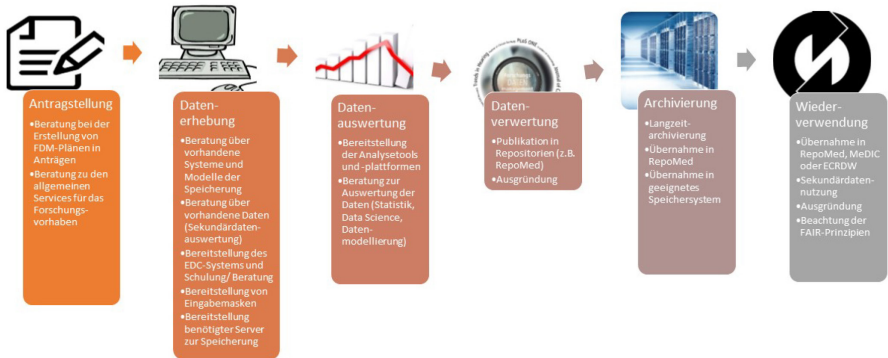 Antragstellung
•Beratung bei der
Erstellung von
FDM-Plänen in
Anträgen
•Beratung zu den
allgemeinen
Services für das
Forschungs-
vorhaben
Daten-
erhebung
•Beratung über
vorhandene
Systeme und
Modelle der
Speicherung
•Beratung über
vorhandene Daten
(Sekundärdaten-
auswertung)
•Bereitstellung des
EDC-Systems und
Schulung/ Beratung
•Bereitstellung von
Eingabemasken
•Bereitstellung
benötigter Server
zur Speicherung
Daten-
auswertung
•Bereitstellung
der Analysetools
und -plattformen
•Beratung zur
Auswertung der
Daten (Statistik,
Data Science,
Daten-
modellierung)
PLoS ONE
Daten-
verwertung
•Publikation in
Repositorien (z.B.
RepoMed)
•Ausgründung
Archivierung
•Langzeit-
archivierung
•Übernahme in
RepoMed
•Übernahme in
geeignetes
Speichersystem
Wieder-
verwendung
•Übernahme in
RepoMed, MeDIC
oder ECRDW
•Sekundärdaten-
nutzung
•Ausgründung
•Beachtung der
FAIR-Prinzipien